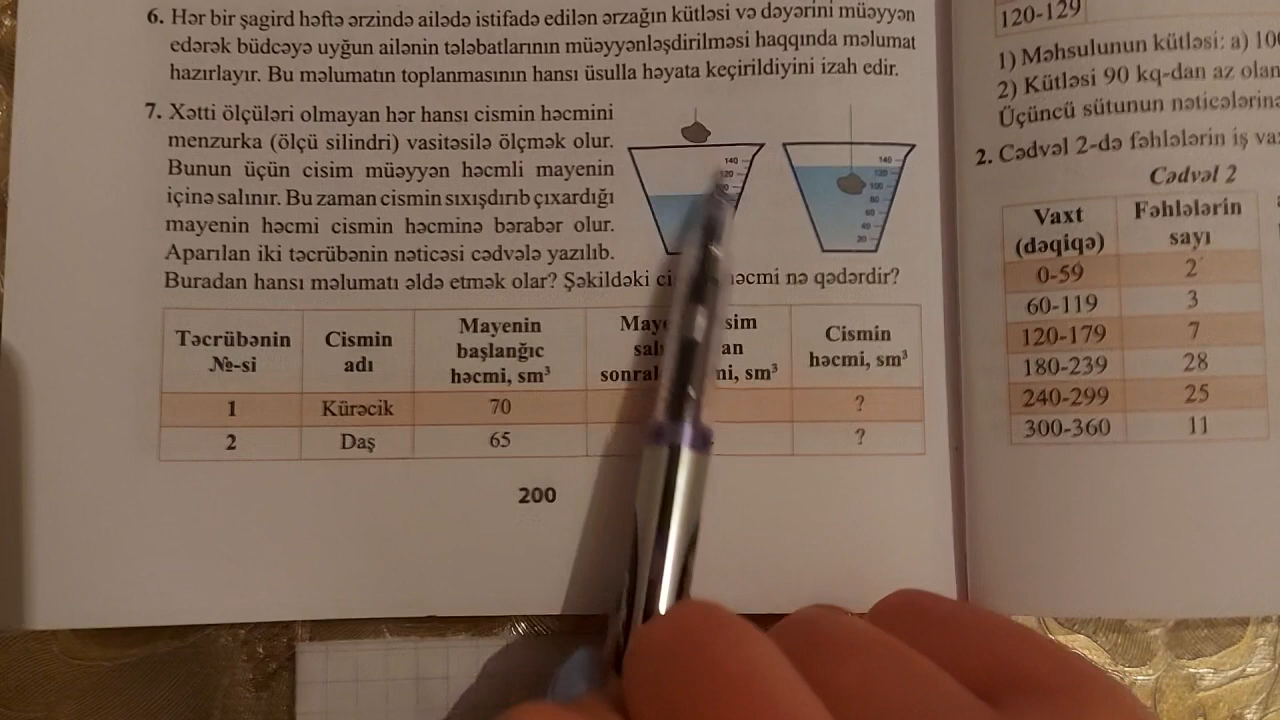 6. Hər bir şagird həftə ərzində ailədə istifadə edilən ərzağın kütləsi və dəyərini müəyyən
edərək büdcəyə uyğun ailənin tələbatlarının müəyyənləşdirilməsi haqqında məlumat
hazırlayır. Bu məlumatın toplanmasının hansı üsulla həyata keçirildiyini izah edir.
7. Xətti ölçüləri olmayan hər hansı cismin həcmini
menzurka (ölçü silindri) vasitəsilə ölçmək olur.
Bunun üçün cisim müəyyən həcmli mayenin
içinə salınır. Bu zaman cismin sıxışdırıb çıxardığı
mayenin həcmi cismin həcminə bərabər olur.
Aparılan iki təcrübənin nəticəsi cədvələ yazılıb.
Buradan hansı məlumatı əldə etmək olar? Şəkildəki həcmi nə qədərdir?
140
120
140
120
100
80
60
40
20
Təcrübənin №-si
Cismin adı
Mayenin başlanğıc həcmi, sm³
Cismin həcmi, sm³
1 Kürəcik 70 ?
2 Daş 65 ?
200
120-129
1) Məhsulunun kütləsi: a)
2) Kütləsi 90 kq-dan az olan
Üçüncü sütunun
2. Cədvəl 2-də fəhlələrin iş
Cədvəl 2
Vaxt (dəqiqə)
Fəhlələrin sayı
0-59 2
60-119 3
120-179 7
180-239 28
240-299 25
300-360 11